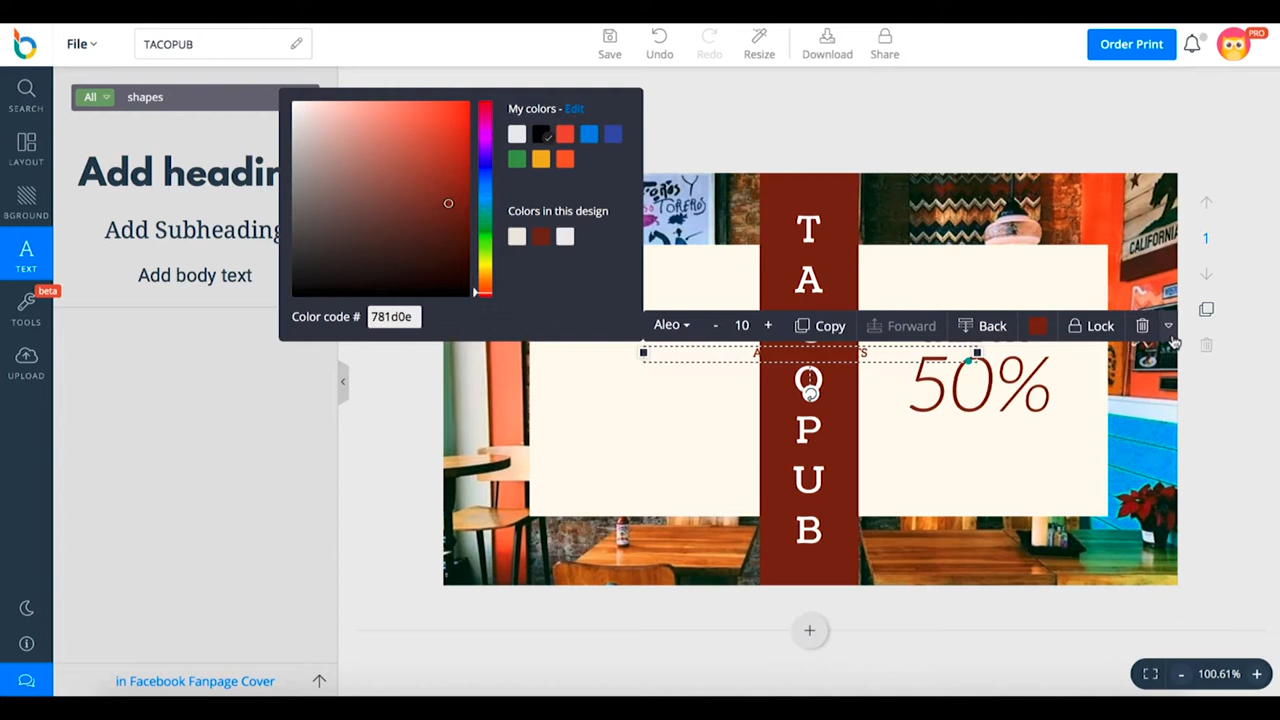 File
TACOPUB
Save
Undo
Redo
Resize
Download
Share
Order Print
PRO
SEARCH
LAYOUT
BGROUND
TEXT
beta
TOOLS
UPLOAD
All
shapes
Add headin
Add Subheading
Add body text
in Facebook Fanpage Cover
My colors - Edit
Colors in this design
Color code # 781d0e
Aleo
- 10 +
Copy
Forward
Back
Lock
TOREROS
CALIFORNIA
T
A
O
P
U
B
50%
1
- 100.61% +